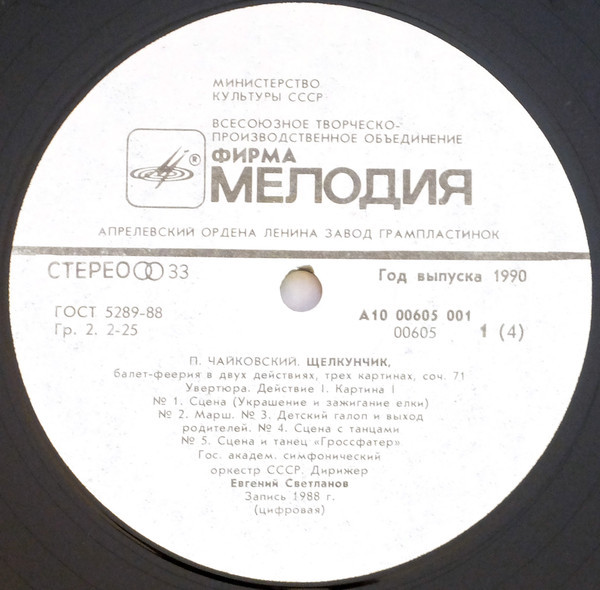 МИНИСТЕРСТВО
КУЛЬТУРЫ СССР
ВСЕСОЮЗНОЕ ТВОРЧЕСКО-
ПРОИЗВОДСТВЕННОЕ ОБЪЕДИНЕНИЕ
®
ФИРМА
МЕЛОДИЯ
АПРЕЛЕВСКИЙ ОРДЕНА ЛЕНИНА ЗАВОД ГРАМПЛАСТИНОК
СТЕРЕО 33
Год выпуска 1990
ГОСТ 5289-88
Гр. 2. 2-25
А10 00605 001
00605 1 (4)
П. ЧАЙКОВСКИЙ. ЩЕЛКУНЧИК,
балет-феерия в двух действиях, трех картинах, соч. 71
Увертюра. Действие I. Картина I
№ 1. Сцена (Украшение и зажигание елки)
№ 2. Марш. № 3. Детский галоп и выход
родителей. № 4. Сцена с танцами
№ 5. Сцена и танец «Гроссфатер»
Гос. академ. симфонический
оркестр СССР. Дирижер
Евгений Светланов
Запись 1988 г.
(цифровая)